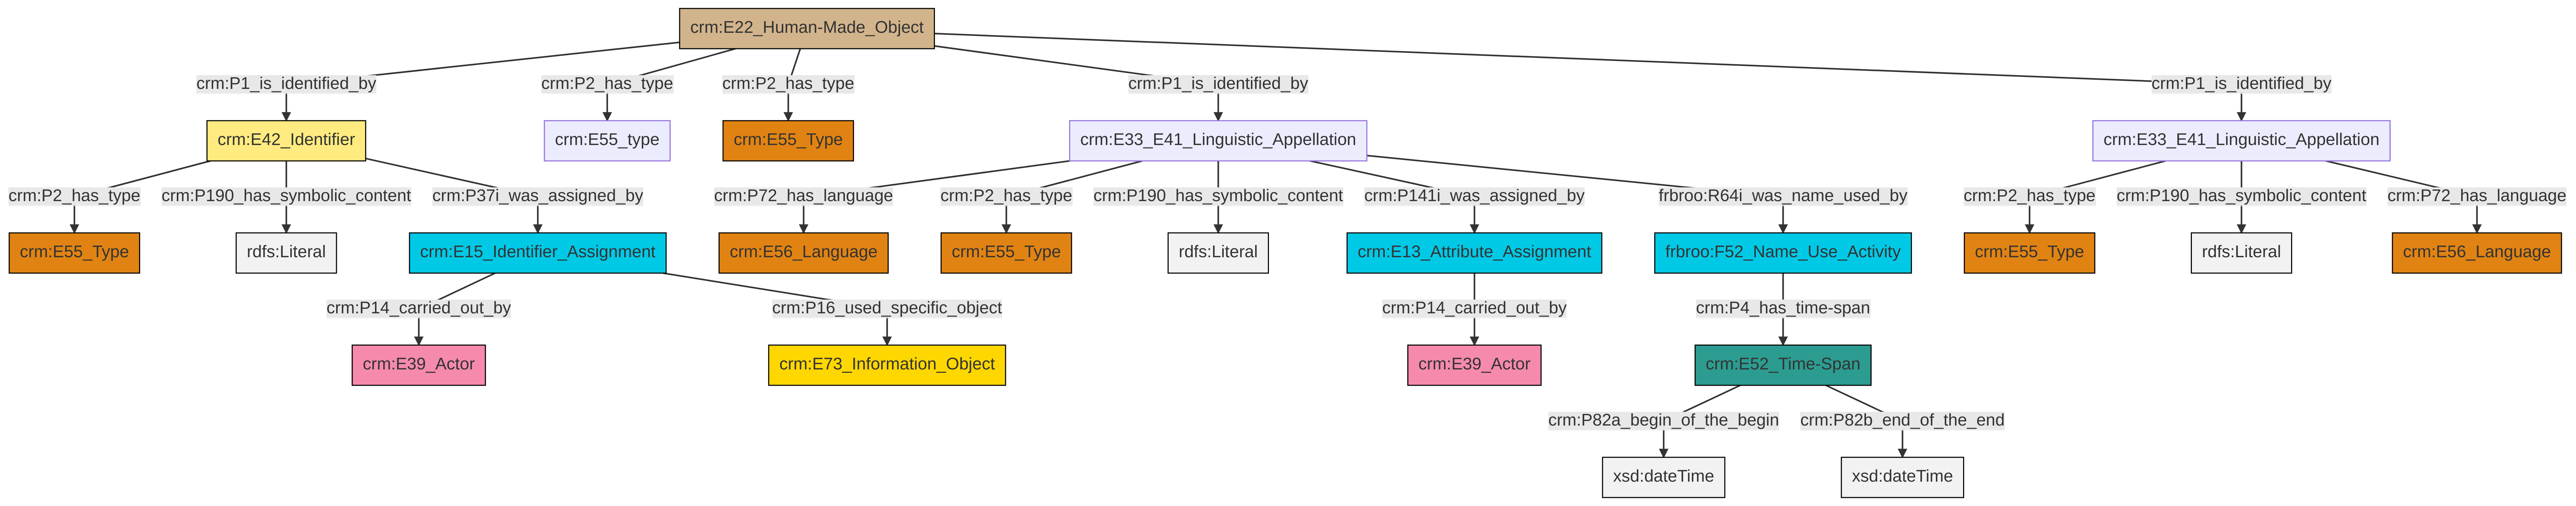 crm:E22_Human-Made_Object
crm:P1_is_identified_by
crm:P2_has_type
crm:P2_has_type
crm:P1_is_identified_by
crm:P1_is_identified_by
crm:E42_Identifier
crm:E55_type
crm:E55_Type
crm:E33_E41_Linguistic_Appellation
crm:E33_E41_Linguistic_Appellation
crm:P2_has_type
crm:P190_has_symbolic_content
crm:P37i_was_assigned_by
crm:P72_has_language
crm:P2_has_type
crm:P190_has_symbolic_content
crm:P141i_was_assigned_by
frbroo:R64i_was_name_used_by
crm:P2_has_type
crm:P190_has_symbolic_content
crm:P72_has_language
crm:E55_Type
rdfs:Literal
crm:E15_Identifier_Assignment
crm:E56_Language
crm:E55_Type
rdfs:Literal
crm:E13_Attribute_Assignment
frbroo:F52_Name_Use_Activity
crm:E55_Type
rdfs:Literal
crm:E56_Language
crm:P14_carried_out_by
crm:P16_used_specific_object
crm:P14_carried_out_by
crm:P4_has_time-span
crm:E39_Actor
crm:E73_Information_Object
crm:E39_Actor
crm:E52_Time-Span
crm:P82a_begin_of_the_begin
crm:P82b_end_of_the_end
xsd:dateTime
xsd:dateTime